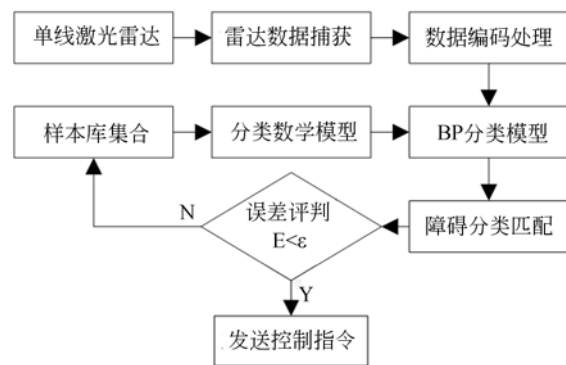 单线激光雷达
雷达数据捕获
数据编码处理
样本库集合
分类数学模型
BP分类模型
N
误差评判
E<ε
障碍分类匹配
Y
发送控制指令